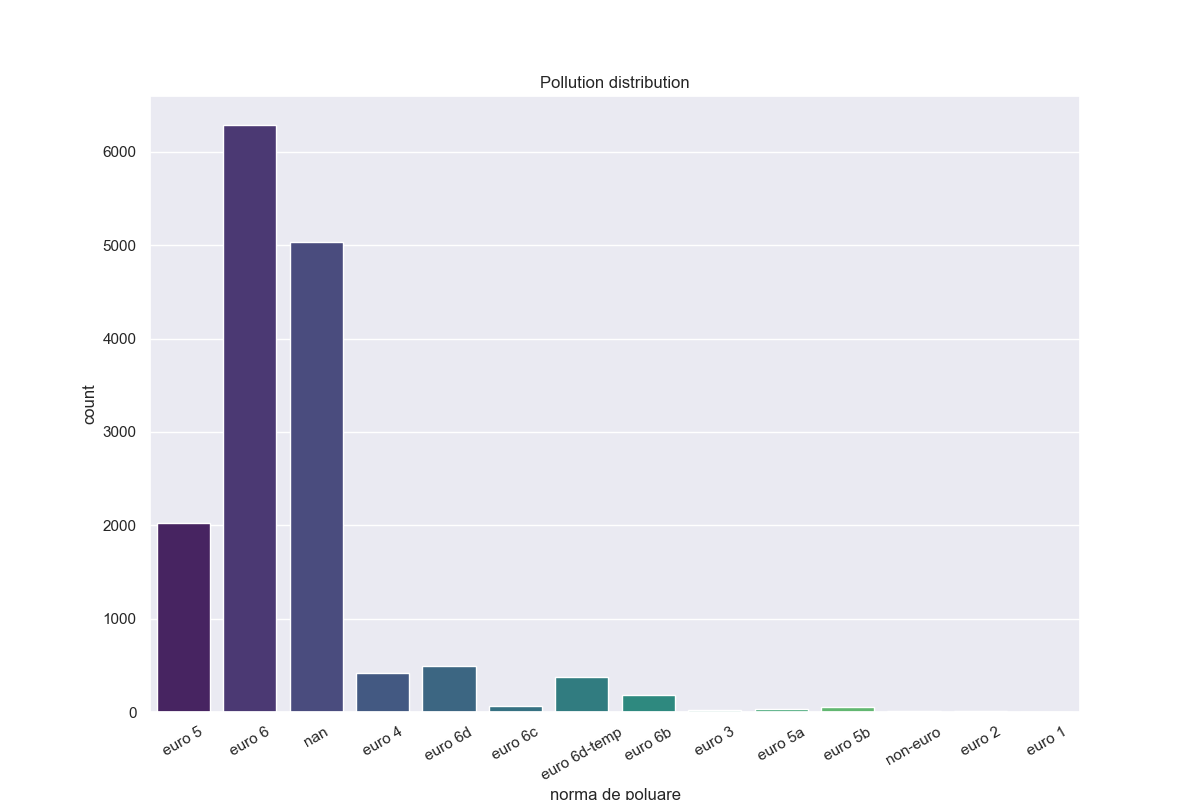 Pollution distribution
6000
5000
4000
3000
2000
1000
0
count
euro 5
euro 6
nan
euro 4
euro 6d
euro 6c
euro 6d-temp
euro 6b
euro 3
euro 5a
euro 5b
non-euro
euro 2
euro 1
norma de poluare